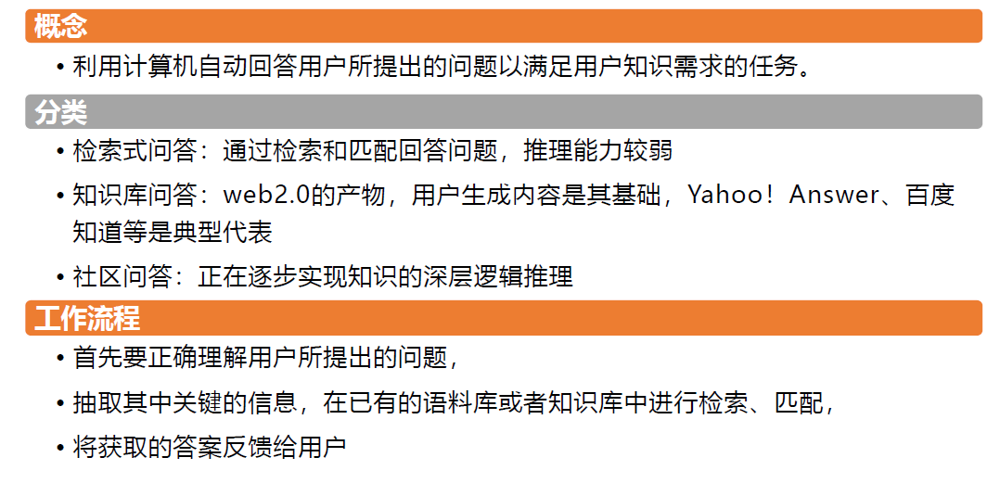 概念
• 利用计算机自动回答用户所提出的问题以满足用户知识需求的任务。
分类
• 检索式问答：通过检索和匹配回答问题，推理能力较弱
• 知识库问答：web2.0的产物，用户生成内容是其基础，Yahoo！Answer、百度
知道等是典型代表
• 社区问答：正在逐步实现知识的深层逻辑推理
工作流程
• 首先要正确理解用户所提出的问题，
• 抽取其中关键的信息，在已有的语料库或者知识库中进行检索、匹配，
• 将获取的答案反馈给用户